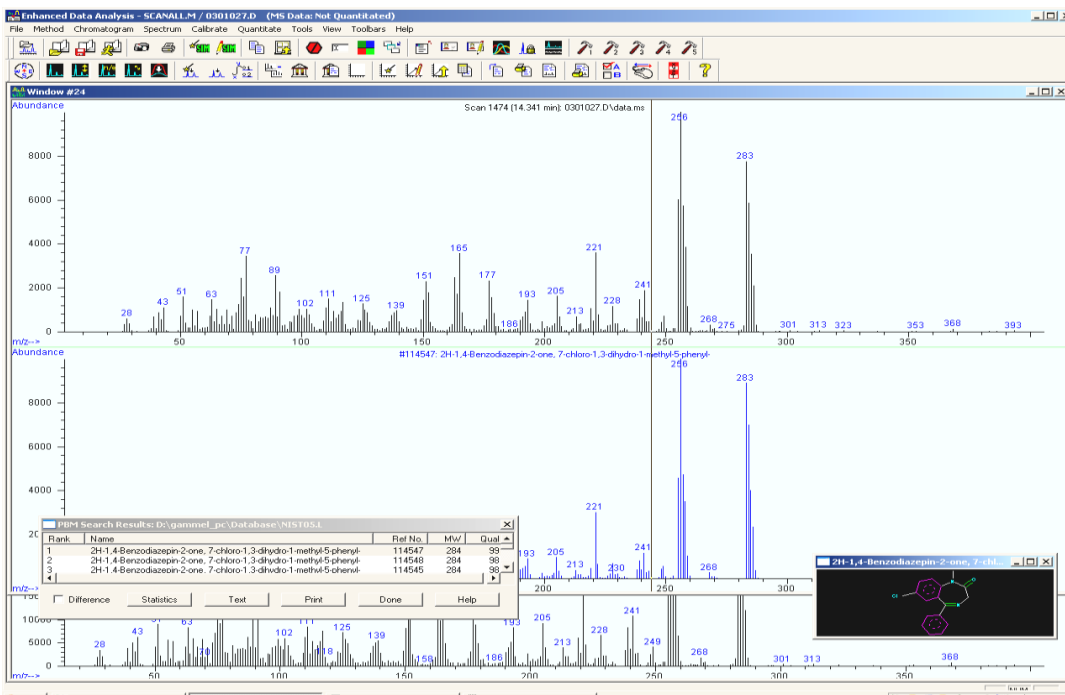 Enhanced Data Analysis - SCANALL.M / 0301027.D (MS Data: Not Quantitated)
File Method Chromatogram Spectrum Calibrate Quantitate Tools View Toolbars Help
Window #24
Abundance
Scan 1474 (14.341 min): 0301027.D\data.ms
256
8000
283
6000
4000
77 165 221
89 151 177
2000
28 43 51 63 102 111 125 139 186 193 205 213 228 241 268 275 301 313 323 353 368 393
0
m/z--> 50 100 150 200 250 300 350
Abundance
#114547: 2H-1,4-Benzodiazepin-2-one, 7-chloro-1,3-dihydro-1-methyl-5-phenyl-
256
283
8000
6000
4000
221
193 205 213 230 241 268
m/z--> 200 250 300 350
PBM Search Results: D:\gammel_pc\Database\NIST05.L
Rank Name Ref No. MW Qual
1 2H-1,4-Benzodiazepin-2-one, 7-chloro-1,3-dihydro-1-methyl-5-phenyl- 114547 284 99
2 2H-1,4-Benzodiazepin-2-one, 7-chloro-1,3-dihydro-1-methyl-5-phenyl- 114548 284 98
3 2H-1,4-Benzodiazepin-2-one, 7-chloro-1,3-dihydro-1-methyl-5-phenyl- 114545 284 98
Difference Statistics Text Print Done Help
2H-1,4-Benzodiazepin-2-one, 7-chl...
N O
Cl N
10000
5000
28 43 51 63 102 111 118 125 139 158 186 193 205 213 228 241 249 268 301 313 368
0
m/z--> 50 100 150 200 250 300 350